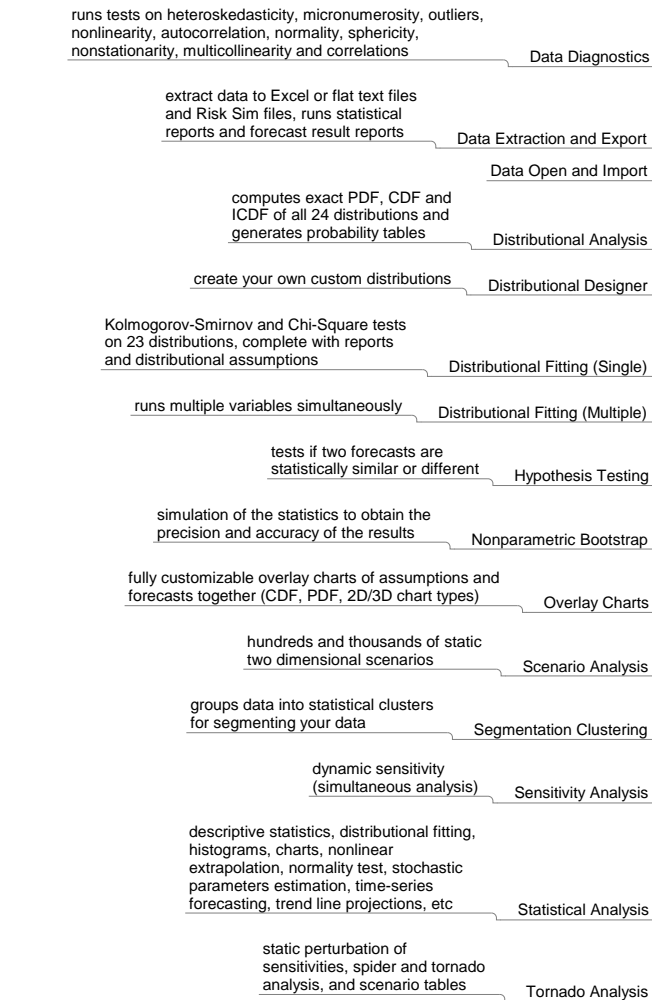 runs tests on heteroskedasticity, micronumerosity, outliers,
nonlinearity, autocorrelation, normality, sphericity,
nonstationarity, multicollinearity and correlations
Data Diagnostics
extract data to Excel or flat text files
and Risk Sim files, runs statistical
reports and forecast result reports
Data Extraction and Export
Data Open and Import
computes exact PDF, CDF and
ICDF of all 24 distributions and
generates probability tables
Distributional Analysis
create your own custom distributions
Distributional Designer
Kolmogorov-Smirnov and Chi-Square tests
on 23 distributions, complete with reports
and distributional assumptions
Distributional Fitting (Single)
runs multiple variables simultaneously
Distributional Fitting (Multiple)
tests if two forecasts are
statistically similar or different
Hypothesis Testing
simulation of the statistics to obtain the
precision and accuracy of the results
Nonparametric Bootstrap
fully customizable overlay charts of assumptions and
forecasts together (CDF, PDF, 2D/3D chart types)
Overlay Charts
hundreds and thousands of static
two dimensional scenarios
Scenario Analysis
groups data into statistical clusters
for segmenting your data
Segmentation Clustering
dynamic sensitivity
(simultaneous analysis)
Sensitivity Analysis
descriptive statistics, distributional fitting,
histograms, charts, nonlinear
extrapolation, normality test, stochastic
parameters estimation, time-series
forecasting, trend line projections, etc
Statistical Analysis
static perturbation of
sensitivities, spider and tornado
analysis, and scenario tables
Tornado Analysis